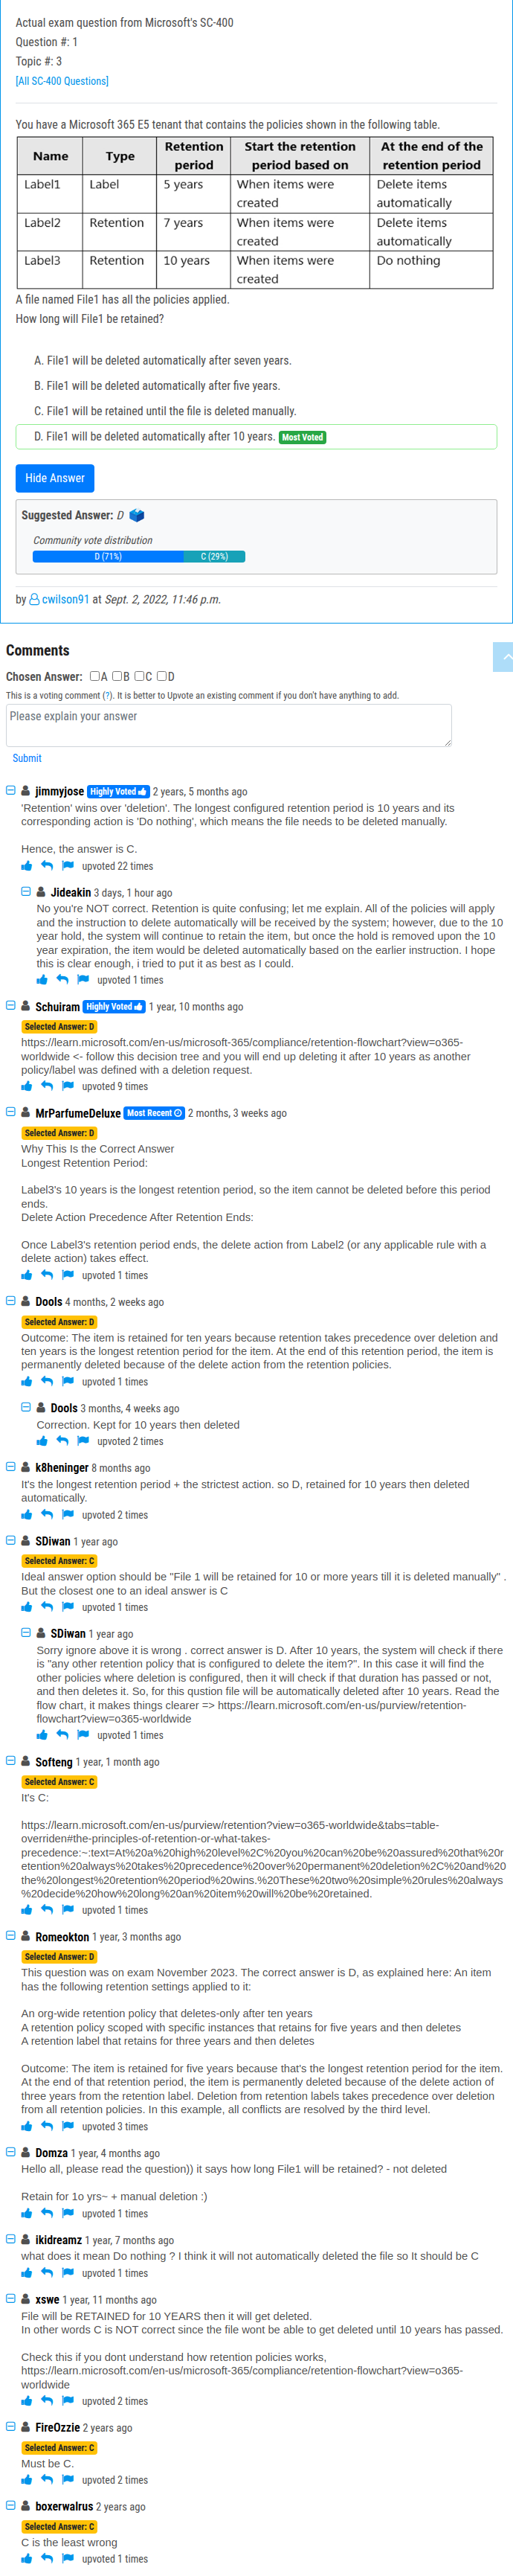 Actual exam question from Microsoft's SC-400
Question #: 1
Topic #: 3
[All SC-400 Questions]
You have a Microsoft 365 E5 tenant that contains the policies shown in the following table.
Name Type Retention period Start the retention period based on At the end of the retention period
Label1 Label 5 years When items were created Delete items automatically
Label2 Retention 7 years When items were created Delete items automatically
Label3 Retention 10 years When items were created Do nothing
A file named File1 has all the policies applied.
How long will File1 be retained?
A. File1 will be deleted automatically after seven years.
B. File1 will be deleted automatically after five years.
C. File1 will be retained until the file is deleted manually.
D. File1 will be deleted automatically after 10 years. Most Voted
Hide Answer
Suggested Answer: D
Community vote distribution
D (71%) C (29%)
by cwilson91 at Sept. 2, 2022, 11:46 p.m.
Comments
Chosen Answer: A B C D
This is a voting comment (?). It is better to Upvote an existing comment if you don't have anything to add.
Please explain your answer
Submit
jimmyjose Highly Voted 2 years, 5 months ago
'Retention' wins over 'deletion'. The longest configured retention period is 10 years and its
corresponding action is 'Do nothing', which means the file needs to be deleted manually.
Hence, the answer is C.
upvoted 22 times
Jideakin 3 days, 1 hour ago
No you're NOT correct. Retention is quite confusing; let me explain. All of the policies will apply
and the instruction to delete automatically will be received by the system; however, due to the 10
year hold, the system will continue to retain the item, but once the hold is removed upon the 10
year expiration, the item would be deleted automatically based on the earlier instruction. I hope
this is clear enough, i tried to put it as best as I could.
upvoted 1 times
Schuiram Highly Voted 1 year, 10 months ago
Selected Answer: D
https://learn.microsoft.com/en-us/microsoft-365/compliance/retention-flowchart?view=o365-
worldwide <- follow this decision tree and you will end up deleting it after 10 years as another
policy/label was defined with a deletion request.
upvoted 9 times
MrParfumeDeluxe Most Recent 2 months, 3 weeks ago
Selected Answer: D
Why This Is the Correct Answer
Longest Retention Period:
Label3's 10 years is the longest retention period, so the item cannot be deleted before this period
ends.
Delete Action Precedence After Retention Ends:
Once Label3's retention period ends, the delete action from Label2 (or any applicable rule with a
delete action) takes effect.
upvoted 1 times
Dools 4 months, 2 weeks ago
Selected Answer: D
Outcome: The item is retained for ten years because retention takes precedence over deletion and
ten years is the longest retention period for the item. At the end of this retention period, the item is
permanently deleted because of the delete action from the retention policies.
upvoted 1 times
Dools 3 months, 4 weeks ago
Correction. Kept for 10 years then deleted
upvoted 2 times
k8heninger 8 months ago
It's the longest retention period + the strictest action. so D, retained for 10 years then deleted
automatically.
upvoted 2 times
SDiwan 1 year ago
Selected Answer: C
Ideal answer option should be "File 1 will be retained for 10 or more years till it is deleted manually" .
But the closest one to an ideal answer is C
upvoted 1 times
SDiwan 1 year ago
Sorry ignore above it is wrong . correct answer is D. After 10 years, the system will check if there
is "any other retention policy that is configured to delete the item?". In this case it will find the
other policies where deletion is configured, then it will check if that duration has passed or not,
and then deletes it. So, for this qustion file will be automatically deleted after 10 years. Read the
flow chart, it makes things clearer => https://learn.microsoft.com/en-us/purview/retention-
flowchart?view=o365-worldwide
upvoted 1 times
Softeng 1 year, 1 month ago
Selected Answer: C
It's C:
https://learn.microsoft.com/en-us/purview/retention?view=o365-worldwide&tabs=table-
overriden#the-principles-of-retention-or-what-takes-
precedence:~:text=At%20a%20high%20level%2C%20you%20can%20be%20assured%20that%20r
etention%20always%20takes%20precedence%20over%20permanent%20deletion%2C%20and%20
the%20longest%20retention%20period%20wins.%20These%20two%20simple%20rules%20always
%20decide%20how%20long%20an%20item%20will%20be%20retained.
upvoted 1 times
Romeokton 1 year, 3 months ago
Selected Answer: D
This question was on exam November 2023. The correct answer is D, as explained here: An item
has the following retention settings applied to it:
An org-wide retention policy that deletes-only after ten years
A retention policy scoped with specific instances that retains for five years and then deletes
A retention label that retains for three years and then deletes
Outcome: The item is retained for five years because that's the longest retention period for the item.
At the end of that retention period, the item is permanently deleted because of the delete action of
three years from the retention label. Deletion from retention labels takes precedence over deletion
from all retention policies. In this example, all conflicts are resolved by the third level.
upvoted 3 times
Domza 1 year, 4 months ago
Hello all, please read the question)) it says how long File1 will be retained? - not deleted
Retain for 1o yrs~ + manual deletion :)
upvoted 1 times
ikidreamz 1 year, 7 months ago
what does it mean Do nothing ? I think it will not automatically deleted the file so It should be C
upvoted 1 times
xswe 1 year, 11 months ago
File will be RETAINED for 10 YEARS then it will get deleted.
In other words C is NOT correct since the file wont be able to get deleted until 10 years has passed.
Check this if you dont understand how retention policies works,
https://learn.microsoft.com/en-us/microsoft-365/compliance/retention-flowchart?view=o365-
worldwide
upvoted 2 times
FireOzzie 2 years ago
Selected Answer: C
Must be C.
upvoted 2 times
boxerwalrus 2 years ago
Selected Answer: C
C is the least wrong
upvoted 1 times